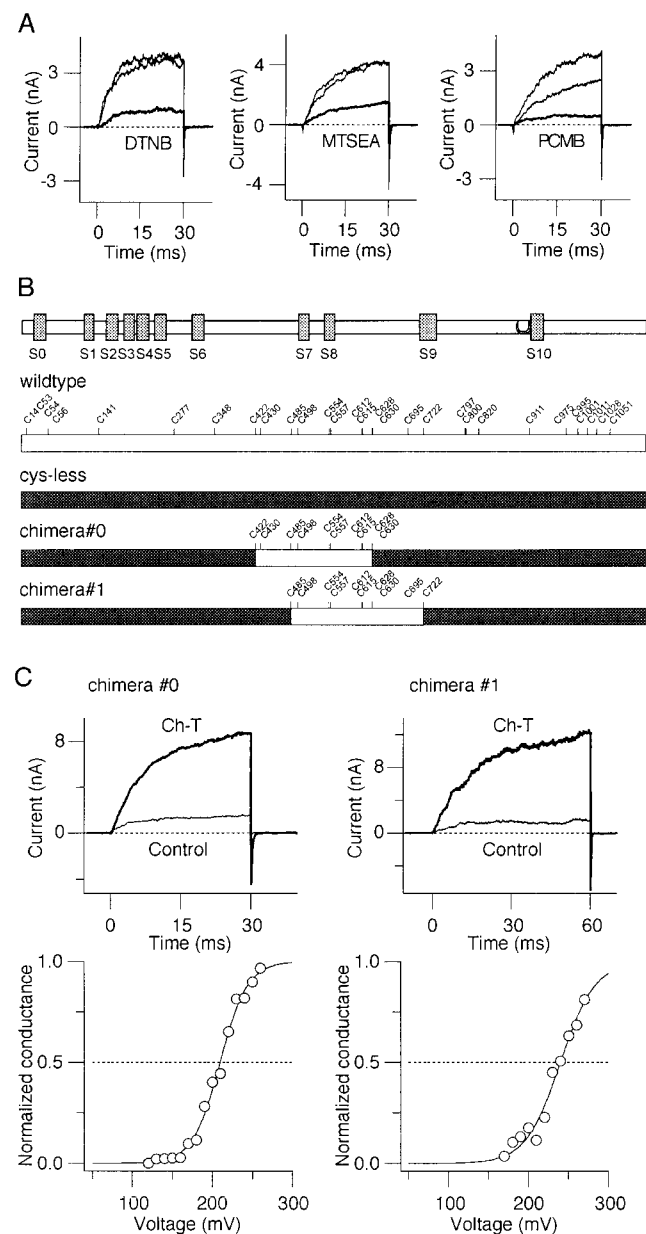 A
Current (nA)
3
0
-3
DTNB
0 15 30
Time (ms)
Current (nA)
4
0
-4
MTSEA
0 15 30
Time (ms)
Current (nA)
3
0
-3
PCMB
0 15 30
Time (ms)
B
S0 S1 S2 S3 S4 S5 S6 S7 S8 S9 S10
wildtype
C14 C53 C54 C56 C141 C277 C348 C422 C430 C485 C498 C554 C557 C612 C615 C628 C630 C695 C722 C797 C800 C820 C911 C975 C995 C1001 C1011 C1028 C1051
cys-less
chimera#0
C422 C430 C485 C498 C554 C557 C612 C615 C628 C630
chimera#1
C485 C498 C554 C557 C612 C615 C628 C630 C695 C722
C
chimera #0
Current (nA)
8
0
Ch-T
Control
0 15 30
Time (ms)
chimera #1
Current (nA)
8
0
Ch-T
Control
0 30 60
Time (ms)
Normalized conductance
1.0
0.5
0.0
100 200 300
Voltage (mV)
Normalized conductance
1.0
0.5
0.0
100 200 300
Voltage (mV)